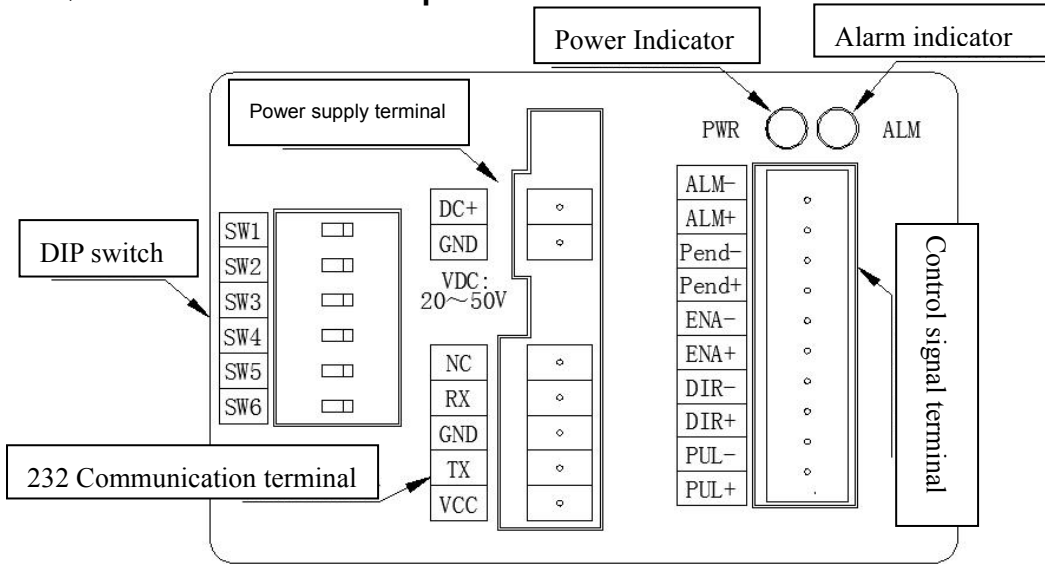 Power Indicator
Alarm indicator
Power supply terminal
PWR
ALM
DIP switch
SW1
SW2
SW3
SW4
SW5
SW6
DC+
GND
VDC:
20～50V
NC
RX
GND
TX
VCC
232 Communication terminal
ALM-
ALM+
Pend-
Pend+
ENA-
ENA+
DIR-
DIR+
PUL-
PUL+
Control signal terminal